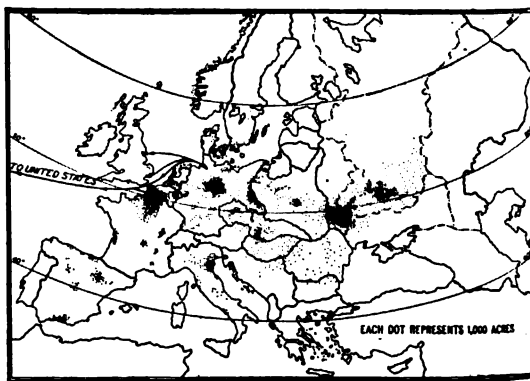 TO UNITED STATES
EACH DOT REPRESENTS 1,000 ACRES